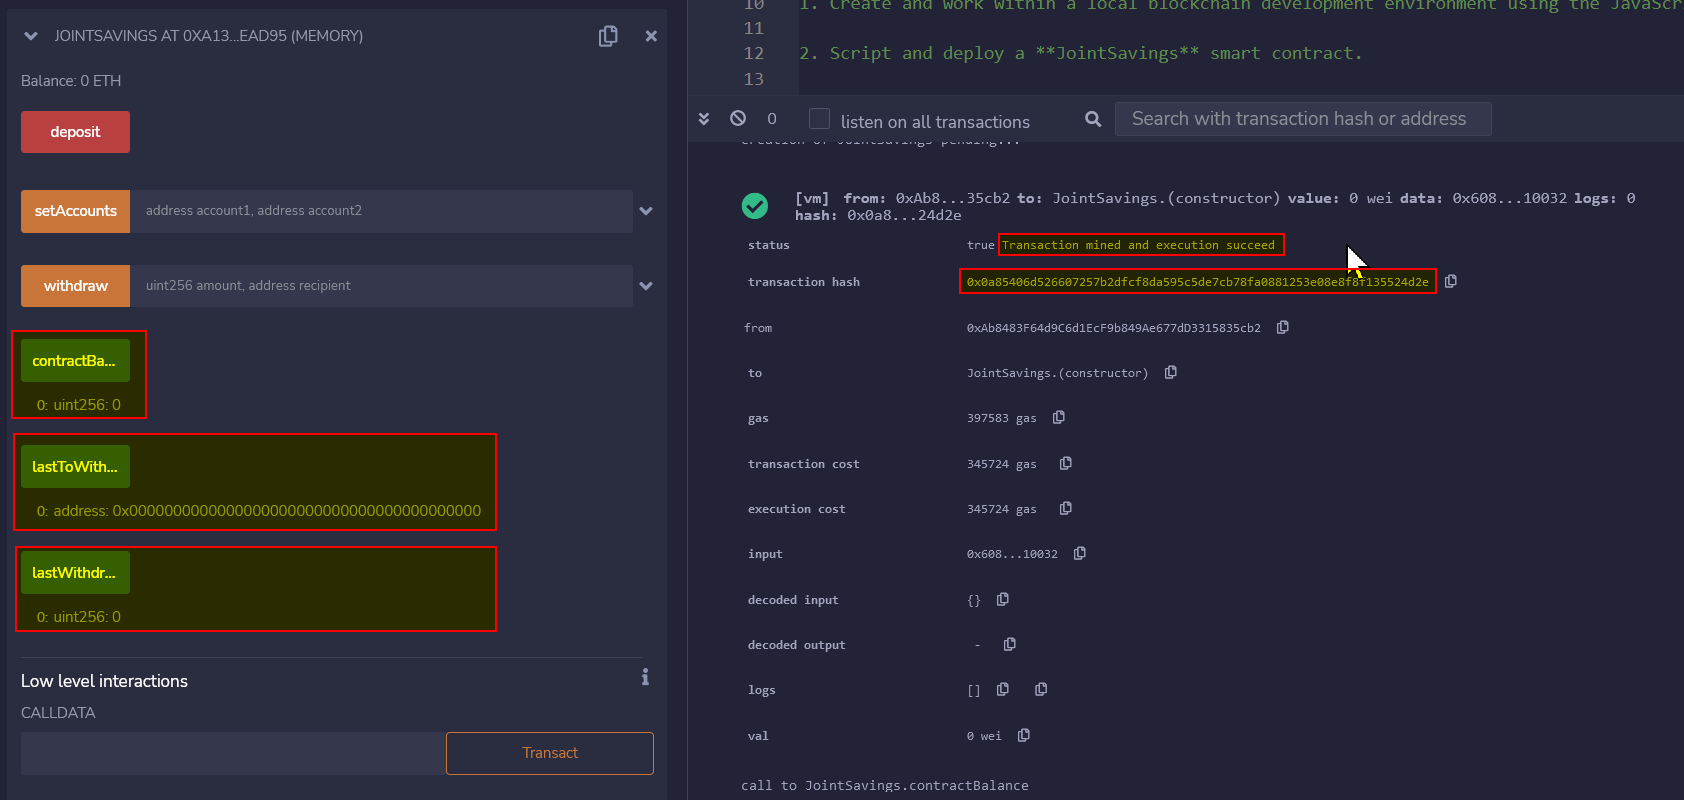 JOINTSAVINGS AT 0XA13...EAD95 (MEMORY)
Balance: 0 ETH
deposit
setAccounts
address account1, address account2
withdraw
uint256 amount, address recipient
contractBa...
0: uint256: 0
lastToWith...
0: address: 0x0000000000000000000000000000000000000000
lastWithdr...
0: uint256: 0
Low level interactions
CALLDATA
Transact
10 1. Create and work within a local blockchain development environment using the JavaScr
11
12 2. Script and deploy a **JointSavings** smart contract.
13
0
listen on all transactions
Search with transaction hash or address
creation of JointSavings pending...
[vm] from: 0xAb8...35cb2 to: JointSavings.(constructor) value: 0 wei data: 0x608...10032 logs: 0
hash: 0x0a8...24d2e
status true Transaction mined and execution succeed
transaction hash 0x0a85406d526607257b2dfcf8da595c5de7cb78fa0881253e08e8f8f135524d2e
from 0xAb8483F64d9C6d1EcF9b849Ae677dD3315835cb2
to JointSavings.(constructor)
gas 397583 gas
transaction cost 345724 gas
execution cost 345724 gas
input 0x608...10032
decoded input {}
decoded output -
logs []
val 0 wei
call to JointSavings.contractBalance